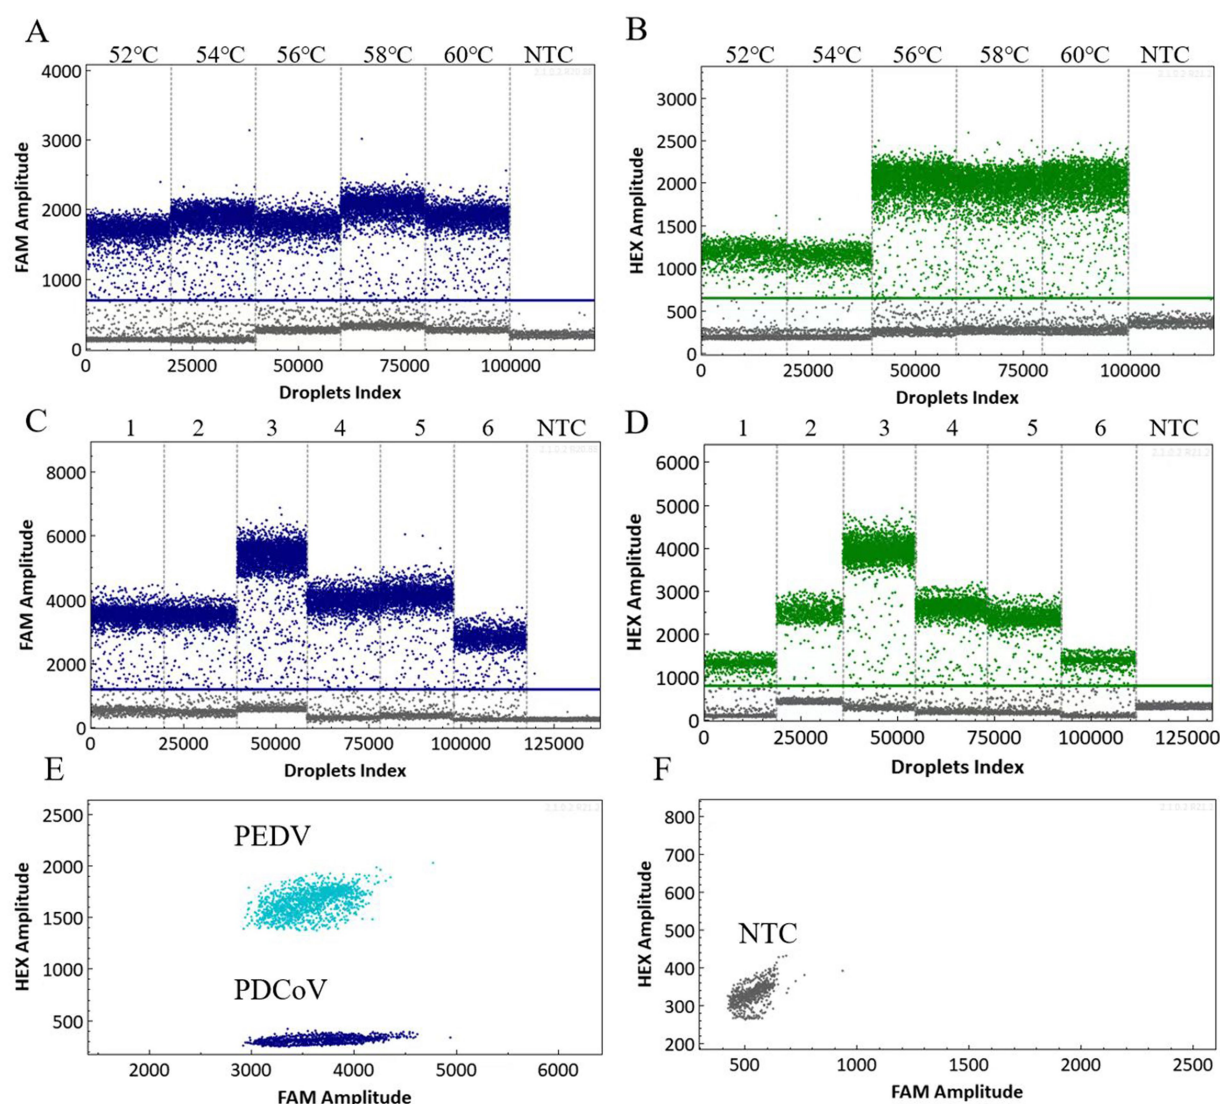 A
52°C 54°C 56°C 58°C 60°C NTC
4000
3000
2000
1000
0
FAM Amplitude
0 25000 50000 75000 100000
Droplets Index
B
52°C 54°C 56°C 58°C 60°C NTC
3000
2500
2000
1500
1000
500
0
HEX Amplitude
0 25000 50000 75000 100000
Droplets Index
C
1 2 3 4 5 6 NTC
8000
6000
4000
2000
0
FAM Amplitude
0 25000 50000 75000 100000 125000
Droplets Index
D
1 2 3 4 5 6 NTC
6000
5000
4000
3000
2000
1000
0
HEX Amplitude
0 25000 50000 75000 100000 125000
Droplets Index
E
2500
2000
1500
1000
500
HEX Amplitude
PEDV
PDCoV
2000 3000 4000 5000 6000
FAM Amplitude
F
800
700
600
500
400
300
200
HEX Amplitude
NTC
500 1000 1500 2000 2500
FAM Amplitude